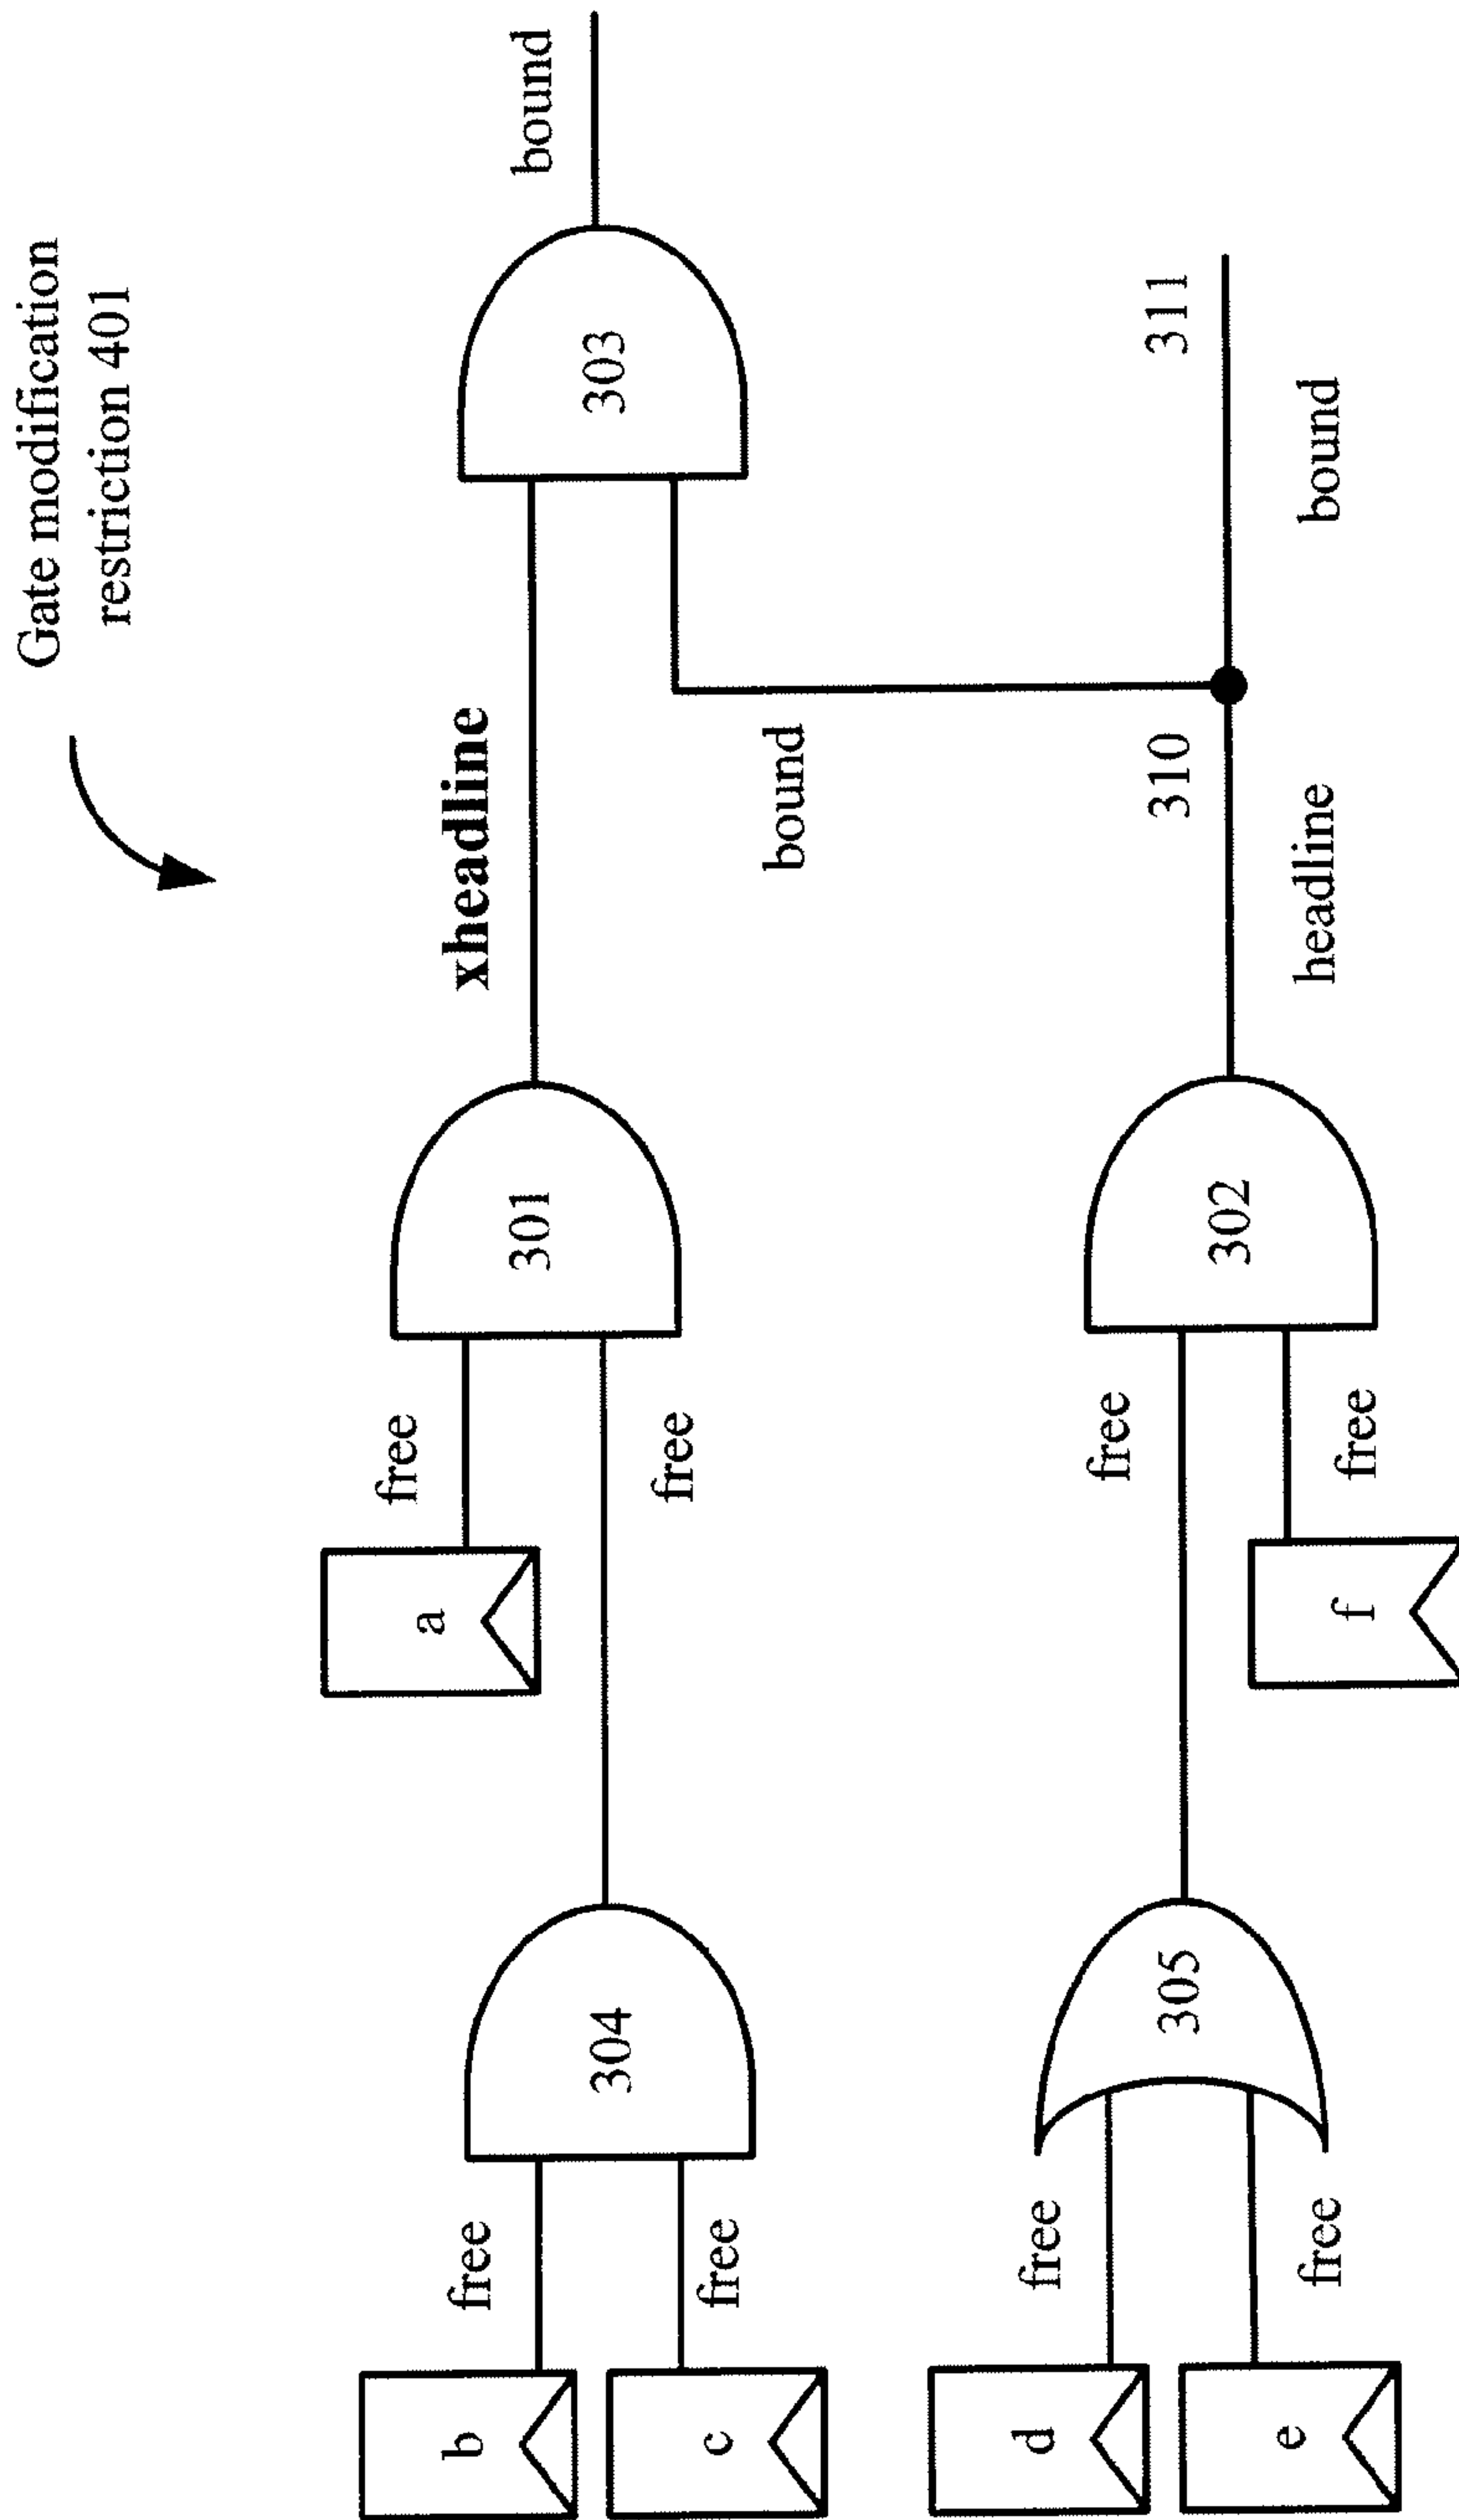 Gate modification
restriction 401
b
free
c
free
304
a
free
free
301
xheadline
303
bound
bound
d
free
e
free
305
free
f
free
302
headline
310
311
bound